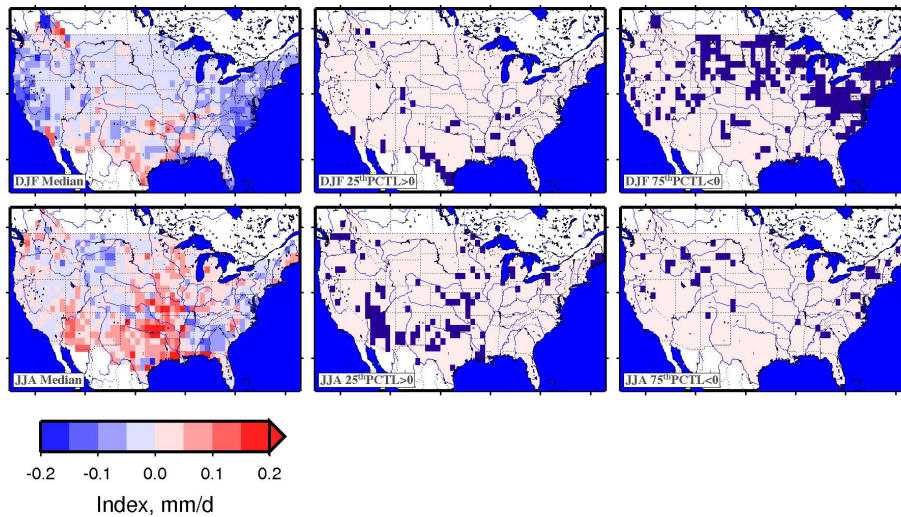 DJF Median
DJF 25thPCTL>0
DJF 75thPCTL<0
JJA Median
JJA 25thPCTL>0
JJA 75thPCTL<0
-0.2 -0.1 0.0 0.1 0.2
Index, mm/d